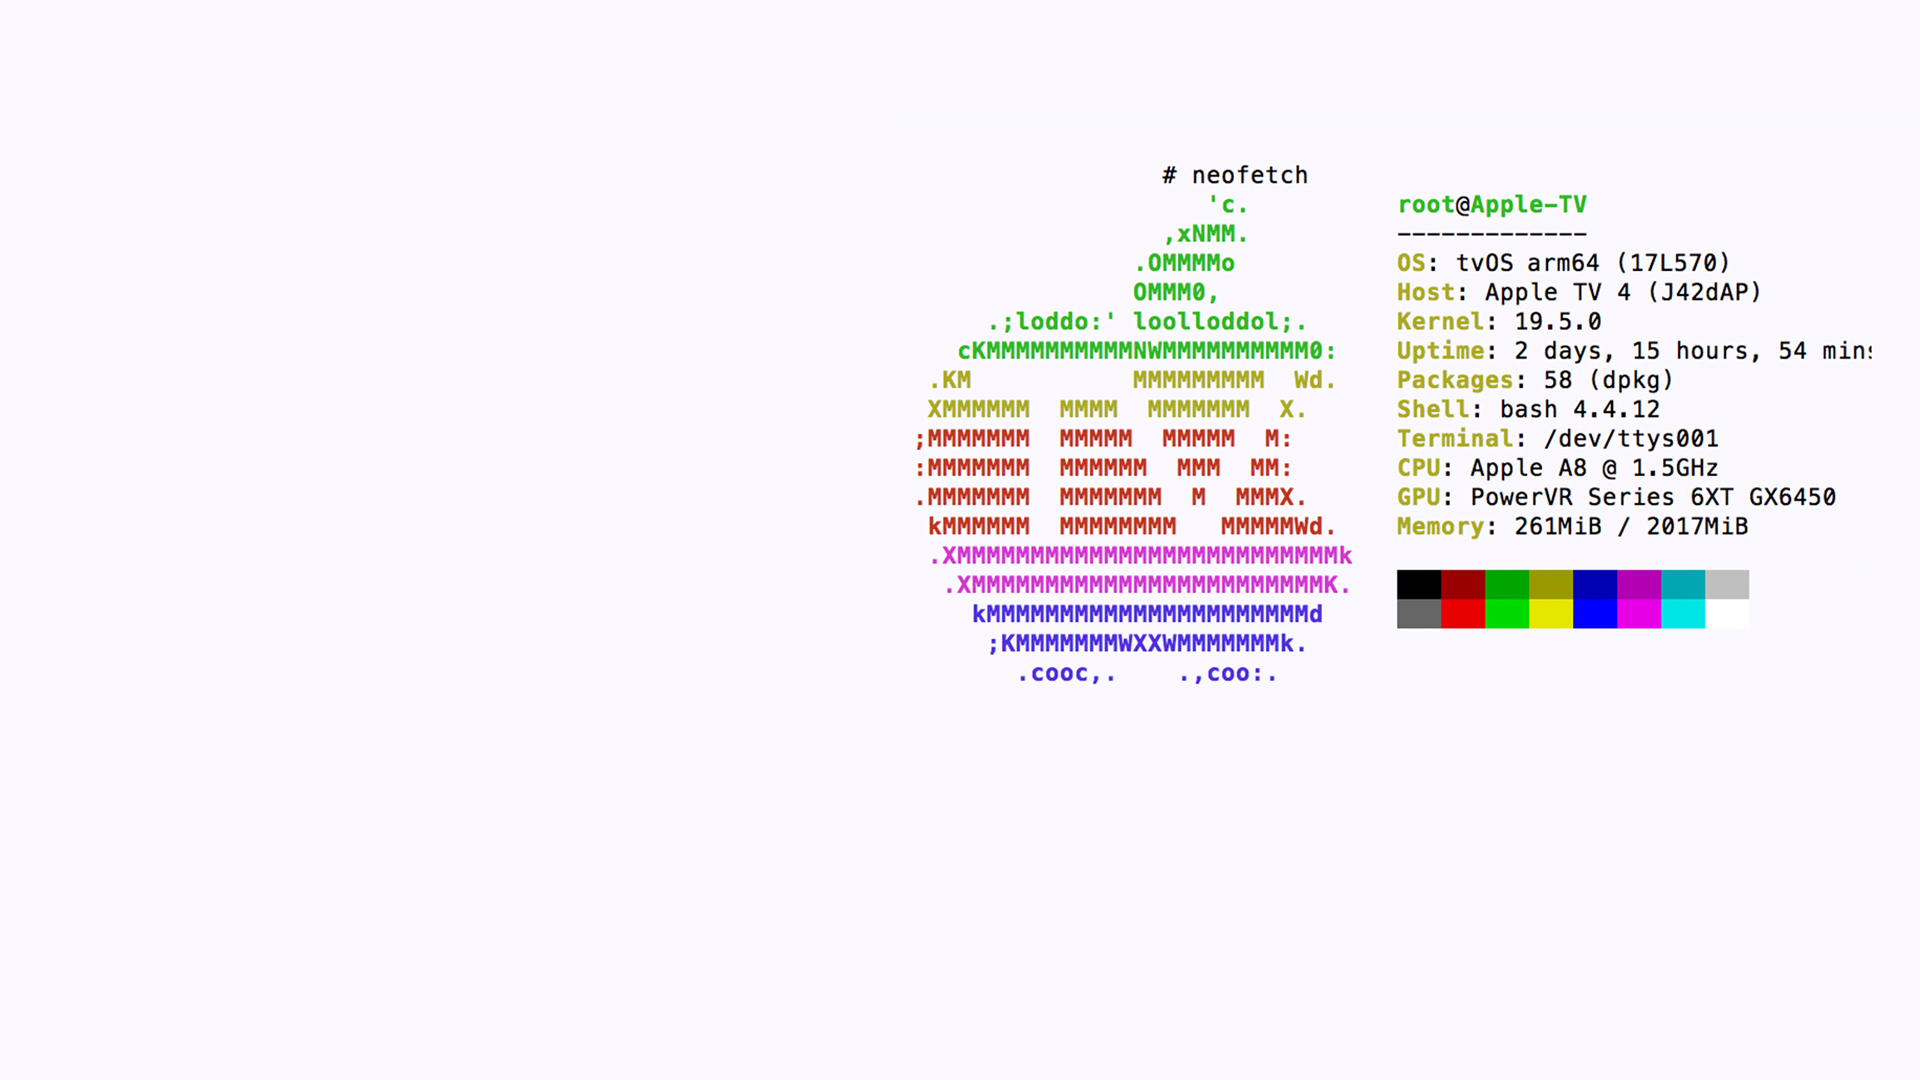 # neofetch
'c.
,xNMM.
.OMMMMo
OMMM0,
.;loddo:' loolloddol;.
cKMMMMMMMMMMNWMMMMMMMMMM0:
.KM           MMMMMMMMM  Wd.
XMMMMMM  MMMM  MMMMMMM  X.
;MMMMMMM  MMMMM  MMMMM  M:
:MMMMMMM  MMMMMM  MMM  MM:
.MMMMMMM  MMMMMMM  M  MMMX.
kMMMMMM  MMMMMMMM   MMMMMWd.
.XMMMMMMMMMMMMMMMMMMMMMMMMMMk
.XMMMMMMMMMMMMMMMMMMMMMMMMK.
kMMMMMMMMMMMMMMMMMMMMMMd
;KMMMMMMMWXXWMMMMMMMk.
.cooc,.    .,coo:.
root@Apple-TV
-------------
OS: tvOS arm64 (17L570)
Host: Apple TV 4 (J42dAP)
Kernel: 19.5.0
Uptime: 2 days, 15 hours, 54 mins
Packages: 58 (dpkg)
Shell: bash 4.4.12
Terminal: /dev/ttys001
CPU: Apple A8 @ 1.5GHz
GPU: PowerVR Series 6XT GX6450
Memory: 261MiB / 2017MiB